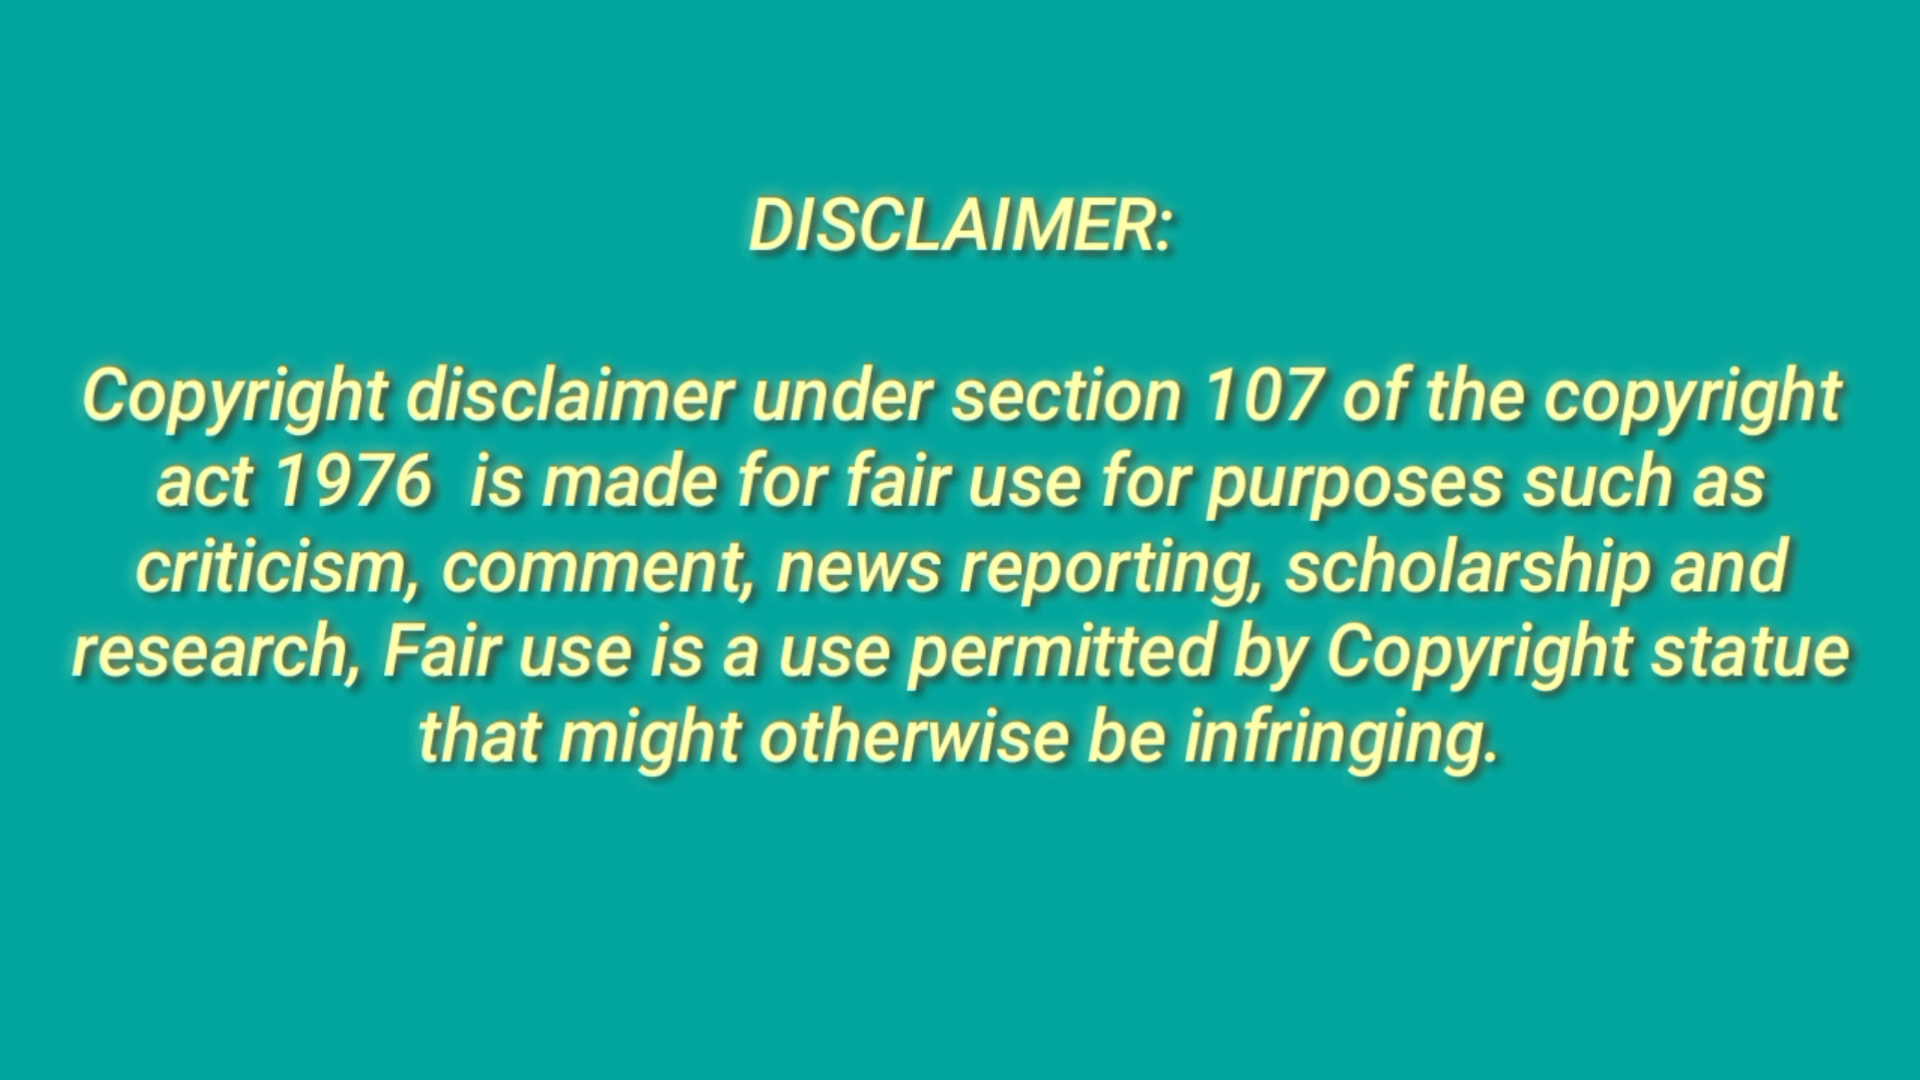 DISCLAIMER:
Copyright disclaimer under section 107 of the copyright
act 1976  is made for fair use for purposes such as
criticism, comment, news reporting, scholarship and
research, Fair use is a use permitted by Copyright statue
that might otherwise be infringing.